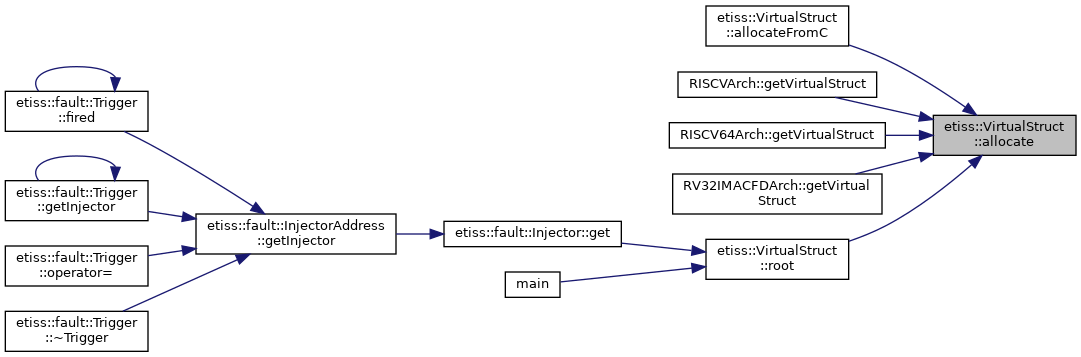 etiss::VirtualStruct
::allocateFromC
RISCVArch::getVirtualStruct
etiss::fault::Trigger
::fired
etiss::VirtualStruct
::allocate
RISCV64Arch::getVirtualStruct
RV32IMACFDArch::getVirtual
Struct
etiss::fault::Trigger
::getInjector
etiss::fault::InjectorAddress
::getInjector
etiss::fault::Injector::get
etiss::VirtualStruct
::root
etiss::fault::Trigger
::operator=
main
etiss::fault::Trigger
::~Trigger